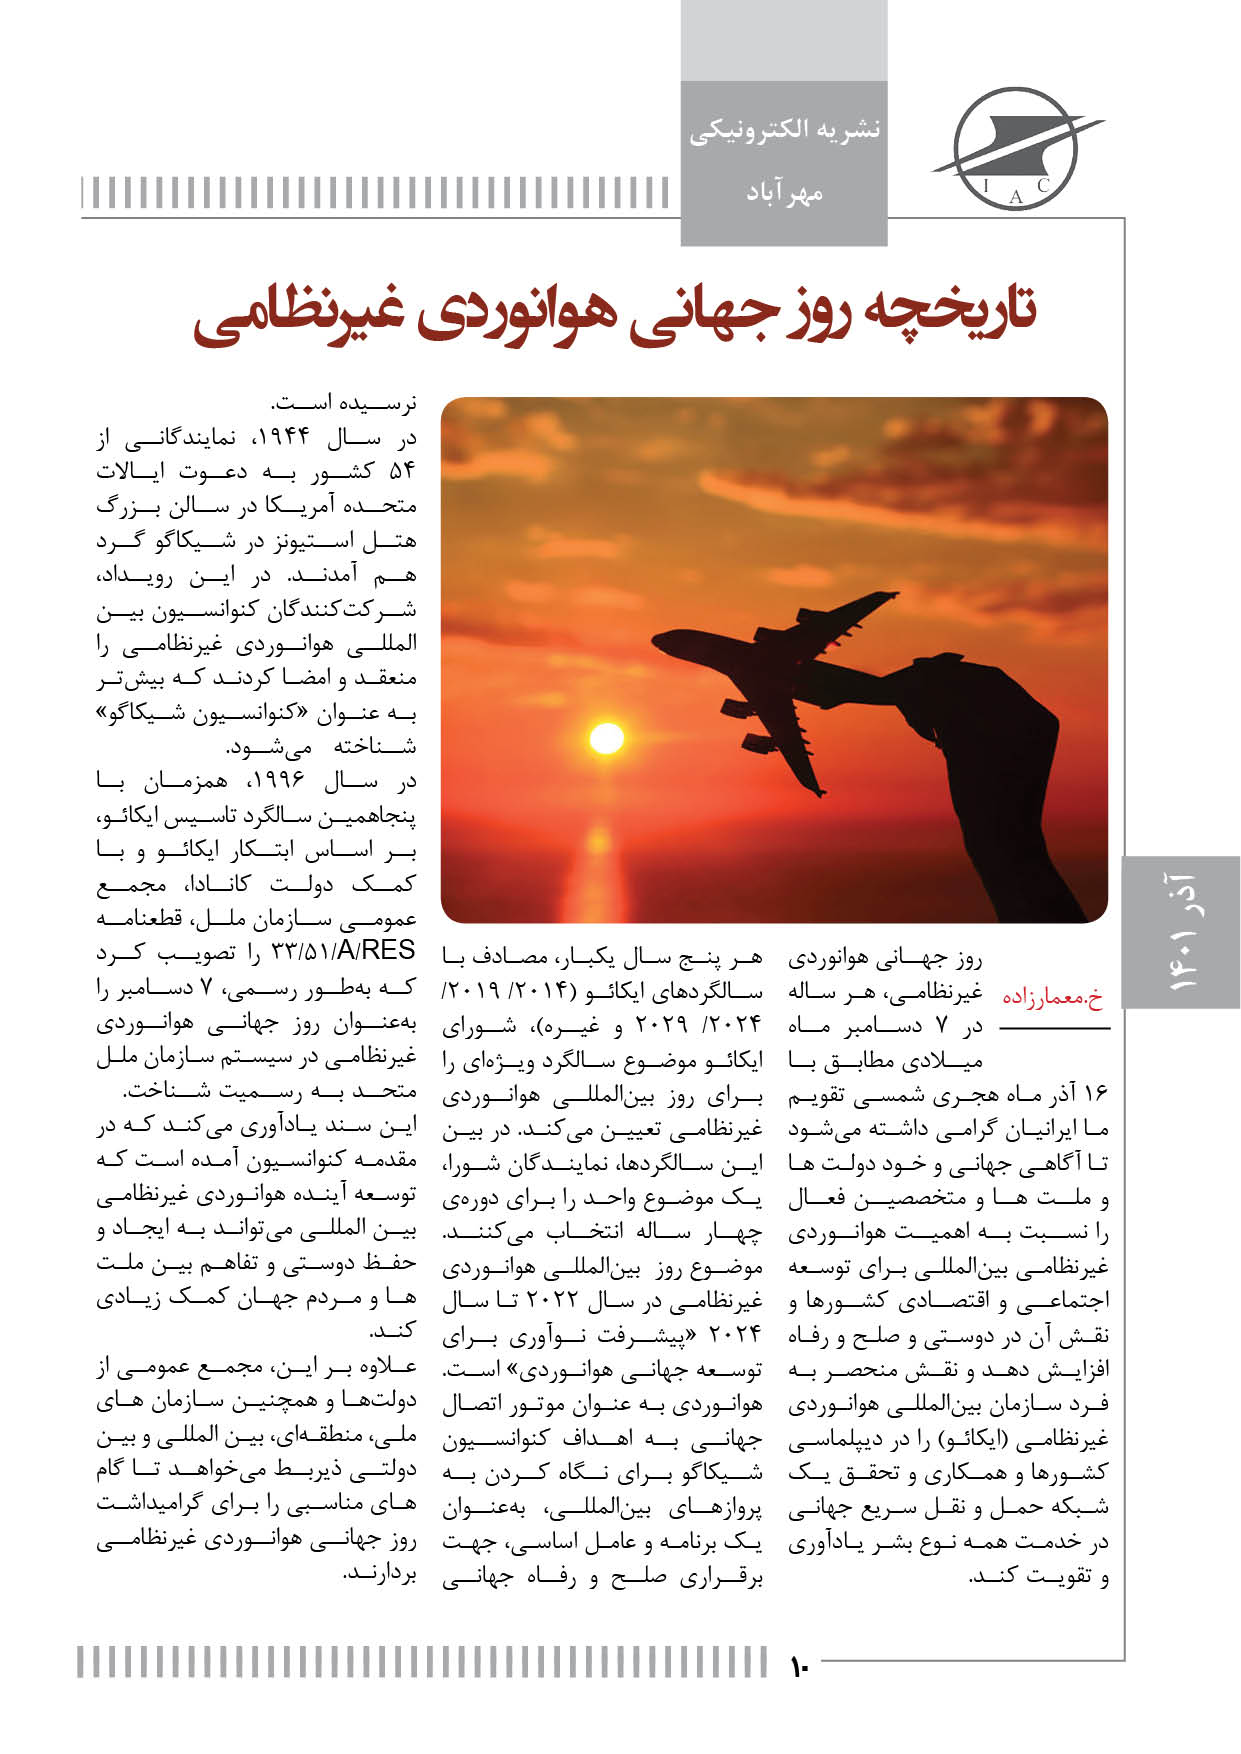 نشریه الکترونیکی
مهرآباد
I A C
تاریخچه روز جهانی هوانوردی غیرنظامی
خ.معمارزاده
روز جهانی هوانوردی
غیرنظامی، هر ساله
در ۷ دسامبر ماه
میلادی مطابق با
۱۶ آذر ماه هجری شمسی تقویم
ما ایرانیان گرامی داشته می‌شود
تا آگاهی جهانی و خود دولت ها
و ملت ها و متخصصین فعال
را نسبت به اهمیت هوانوردی
غیرنظامی بین‌المللی برای توسعه
اجتماعی و اقتصادی کشورها و
نقش آن در دوستی و صلح و رفاه
افزایش دهد و نقش منحصر به
فرد سازمان بین‌المللی هوانوردی
غیرنظامی (ایکائو) را در دیپلماسی
کشورها و همکاری و تحقق یک
شبکه حمل و نقل سریع جهانی
در خدمت همه نوع بشر یادآوری
و تقویت کند.
هر پنج سال یکبار، مصادف با
سالگردهای ایکائو (۲۰۱۴/ ۲۰۱۹/
۲۰۲۴/ ۲۰۲۹ و غیره)، شورای
ایکائو موضوع سالگرد ویژه‌ای را
برای روز بین‌المللی هوانوردی
غیرنظامی تعیین می‌کند. در بین
این سالگردها، نمایندگان شورا،
یک موضوع واحد را برای دوره‌ی
چهار ساله انتخاب می‌کنند.
موضوع روز بین‌المللی هوانوردی
غیرنظامی در سال ۲۰۲۲ تا سال
۲۰۲۴ «پیشرفت نوآوری برای
توسعه جهانی هوانوردی» است.
هوانوردی به عنوان موتور اتصال
جهانی به اهداف کنوانسیون
شیکاگو برای نگاه کردن به
پروازهای بین‌المللی، به‌عنوان
یک برنامه و عامل اساسی، جهت
برقراری صلح و رفاه جهانی
نرسیده است.
در سال ۱۹۴۴، نمایندگانی از
۵۴ کشور به دعوت ایالات
متحده آمریکا در سالن بزرگ
هتل استیونز در شیکاگو گرد
هم آمدند. در این رویداد،
شرکت‌کنندگان کنوانسیون بین
المللی هوانوردی غیرنظامی را
منعقد و امضا کردند که بیش‌تر
به عنوان «کنوانسیون شیکاگو»
شناخته می‌شود.
در سال ۱۹۹۶، همزمان با
پنجاهمین سالگرد تاسیس ایکائو،
بر اساس ابتکار ایکائو و با
کمک دولت کانادا، مجمع
عمومی سازمان ملل، قطعنامه
A/RES/۳۳/۵۱ را تصویب کرد
که به‌طور رسمی، ۷ دسامبر را
به‌عنوان روز جهانی هوانوردی
غیرنظامی در سیستم سازمان ملل
متحد به رسمیت شناخت.
این سند یادآوری می‌کند که در
مقدمه کنوانسیون آمده است که
توسعه آینده هوانوردی غیرنظامی
بین المللی می‌تواند به ایجاد و
حفظ دوستی و تفاهم بین ملت
ها و مردم جهان کمک زیادی
کند.
علاوه بر این، مجمع عمومی از
دولت‌ها و همچنین سازمان های
ملی، منطقه‌ای، بین المللی و بین
دولتی ذیربط می‌خواهد تا گام
های مناسبی را برای گرامیداشت
روز جهانی هوانوردی غیرنظامی
بردارند.
آذر ۱۴۰۱
۱۰